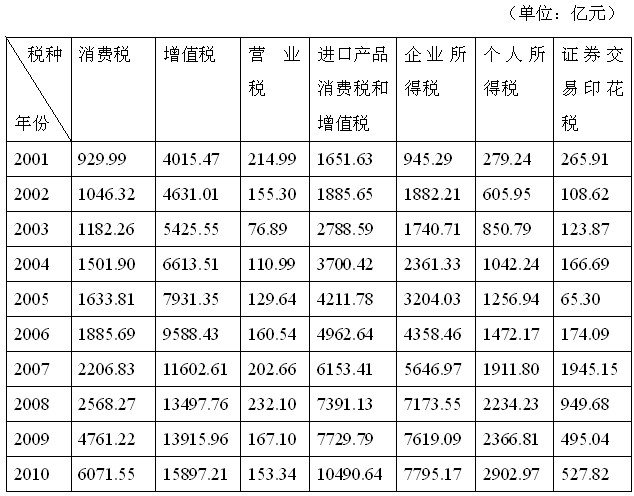 （单位：亿元）
税种 年份 消费税 增值税 营业税 进口产品消费税和增值税 企业所得税 个人所得税 证券交易印花税
2001 929.99 4015.47 214.99 1651.63 945.29 279.24 265.91
2002 1046.32 4631.01 155.30 1885.65 1882.21 605.95 108.62
2003 1182.26 5425.55 76.89 2788.59 1740.71 850.79 123.87
2004 1501.90 6613.51 110.99 3700.42 2361.33 1042.24 166.69
2005 1633.81 7931.35 129.64 4211.78 3204.03 1256.94 65.30
2006 1885.69 9588.43 160.54 4962.64 4358.46 1472.17 174.09
2007 2206.83 11602.61 202.66 6153.41 5646.97 1911.80 1945.15
2008 2568.27 13497.76 232.10 7391.13 7173.55 2234.23 949.68
2009 4761.22 13915.96 167.10 7729.79 7619.09 2366.81 495.04
2010 6071.55 15897.21 153.34 10490.64 7795.17 2902.97 527.82